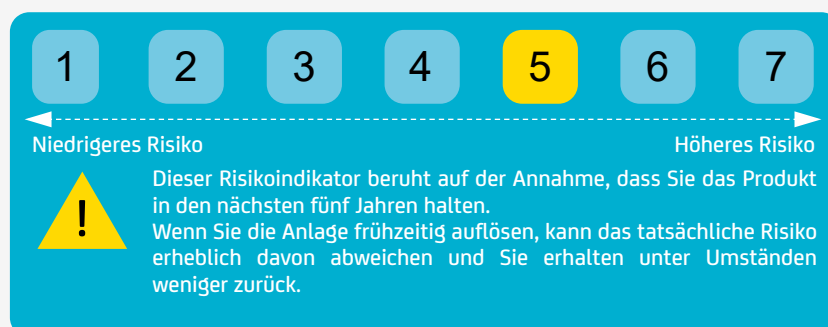 1 2 3 4 5 6 7
Niedrigeres Risiko Höheres Risiko
!
Dieser Risikoindikator beruht auf der Annahme, dass Sie das Produkt
in den nächsten fünf Jahren halten.
Wenn Sie die Anlage frühzeitig auflösen, kann das tatsächliche Risiko
erheblich davon abweichen und Sie erhalten unter Umständen
weniger zurück.